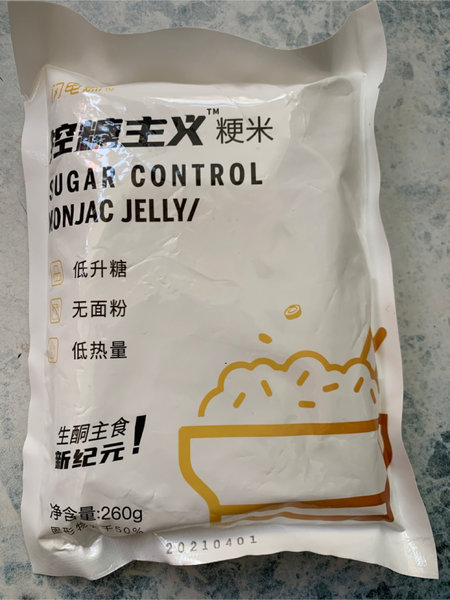 控糖主义™ 粳米
SUGAR CONTROL
KONJAC JELLY/
低升糖
无面粉
低热量
生酮主食
新纪元!
净含量:260g
20210401